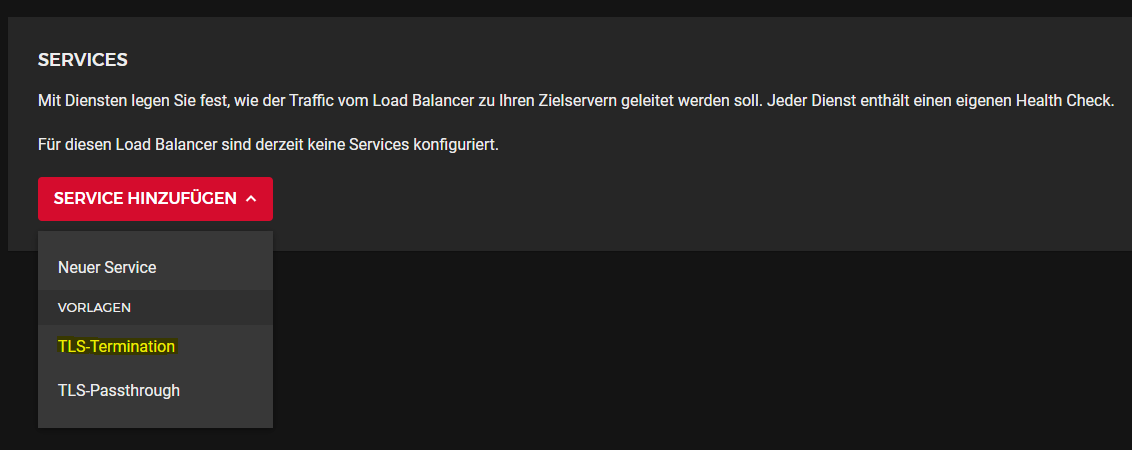 SERVICES
Mit Diensten legen Sie fest, wie der Traffic vom Load Balancer zu Ihren Zielservern geleitet werden soll. Jeder Dienst enthält einen eigenen Health Check.
Für diesen Load Balancer sind derzeit keine Services konfiguriert.
SERVICE HINZUFÜGEN
Neuer Service
VORLAGEN
TLS-Termination
TLS-Passthrough